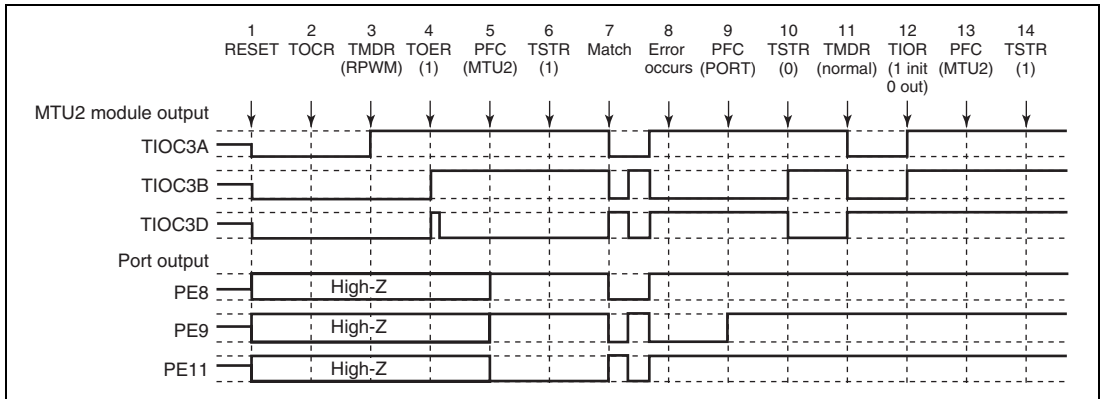 1 2 3 4 5 6 7 8 9 10 11 12 13 14
RESET TOCR TMDR TOER PFC TSTR Match Error PFC TSTR TMDR TIOR PFC TSTR
(RPWM) (1) (MTU2) (1) occurs (PORT) (0) (normal) (1 init (MTU2) (1)
0 out)
MTU2 module output
TIOC3A
TIOC3B
TIOC3D
Port output
PE8 High-Z
PE9 High-Z
PE11 High-Z